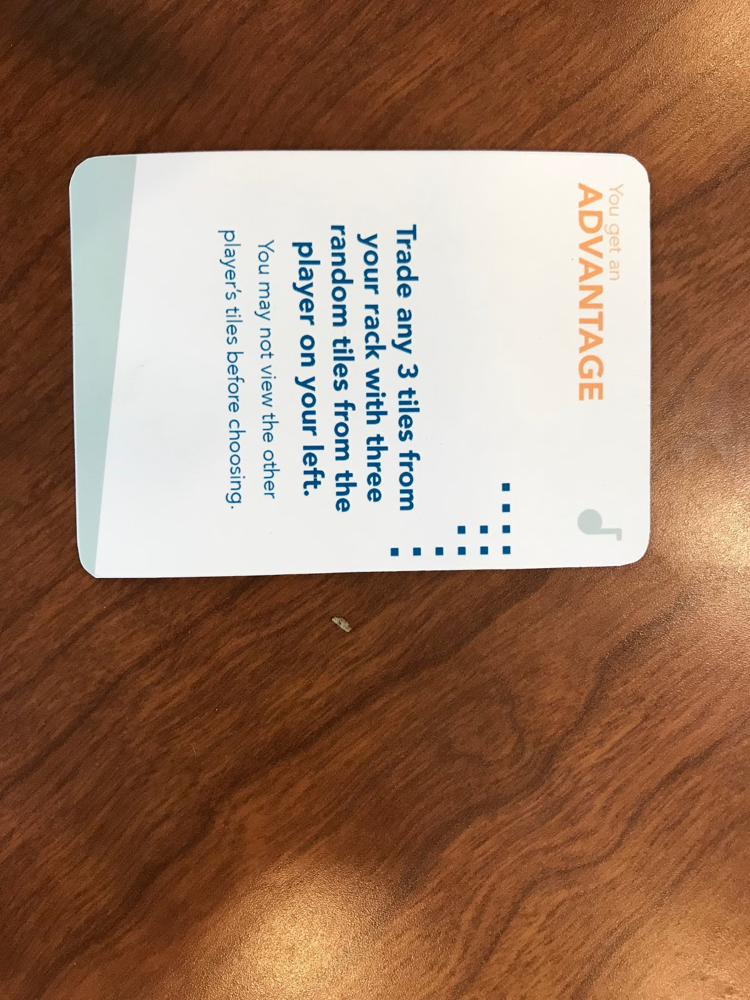 You get an
ADVANTAGE
Trade any 3 tiles from
your rack with three
random tiles from the
player on your left.
You may not view the other
player's tiles before choosing.